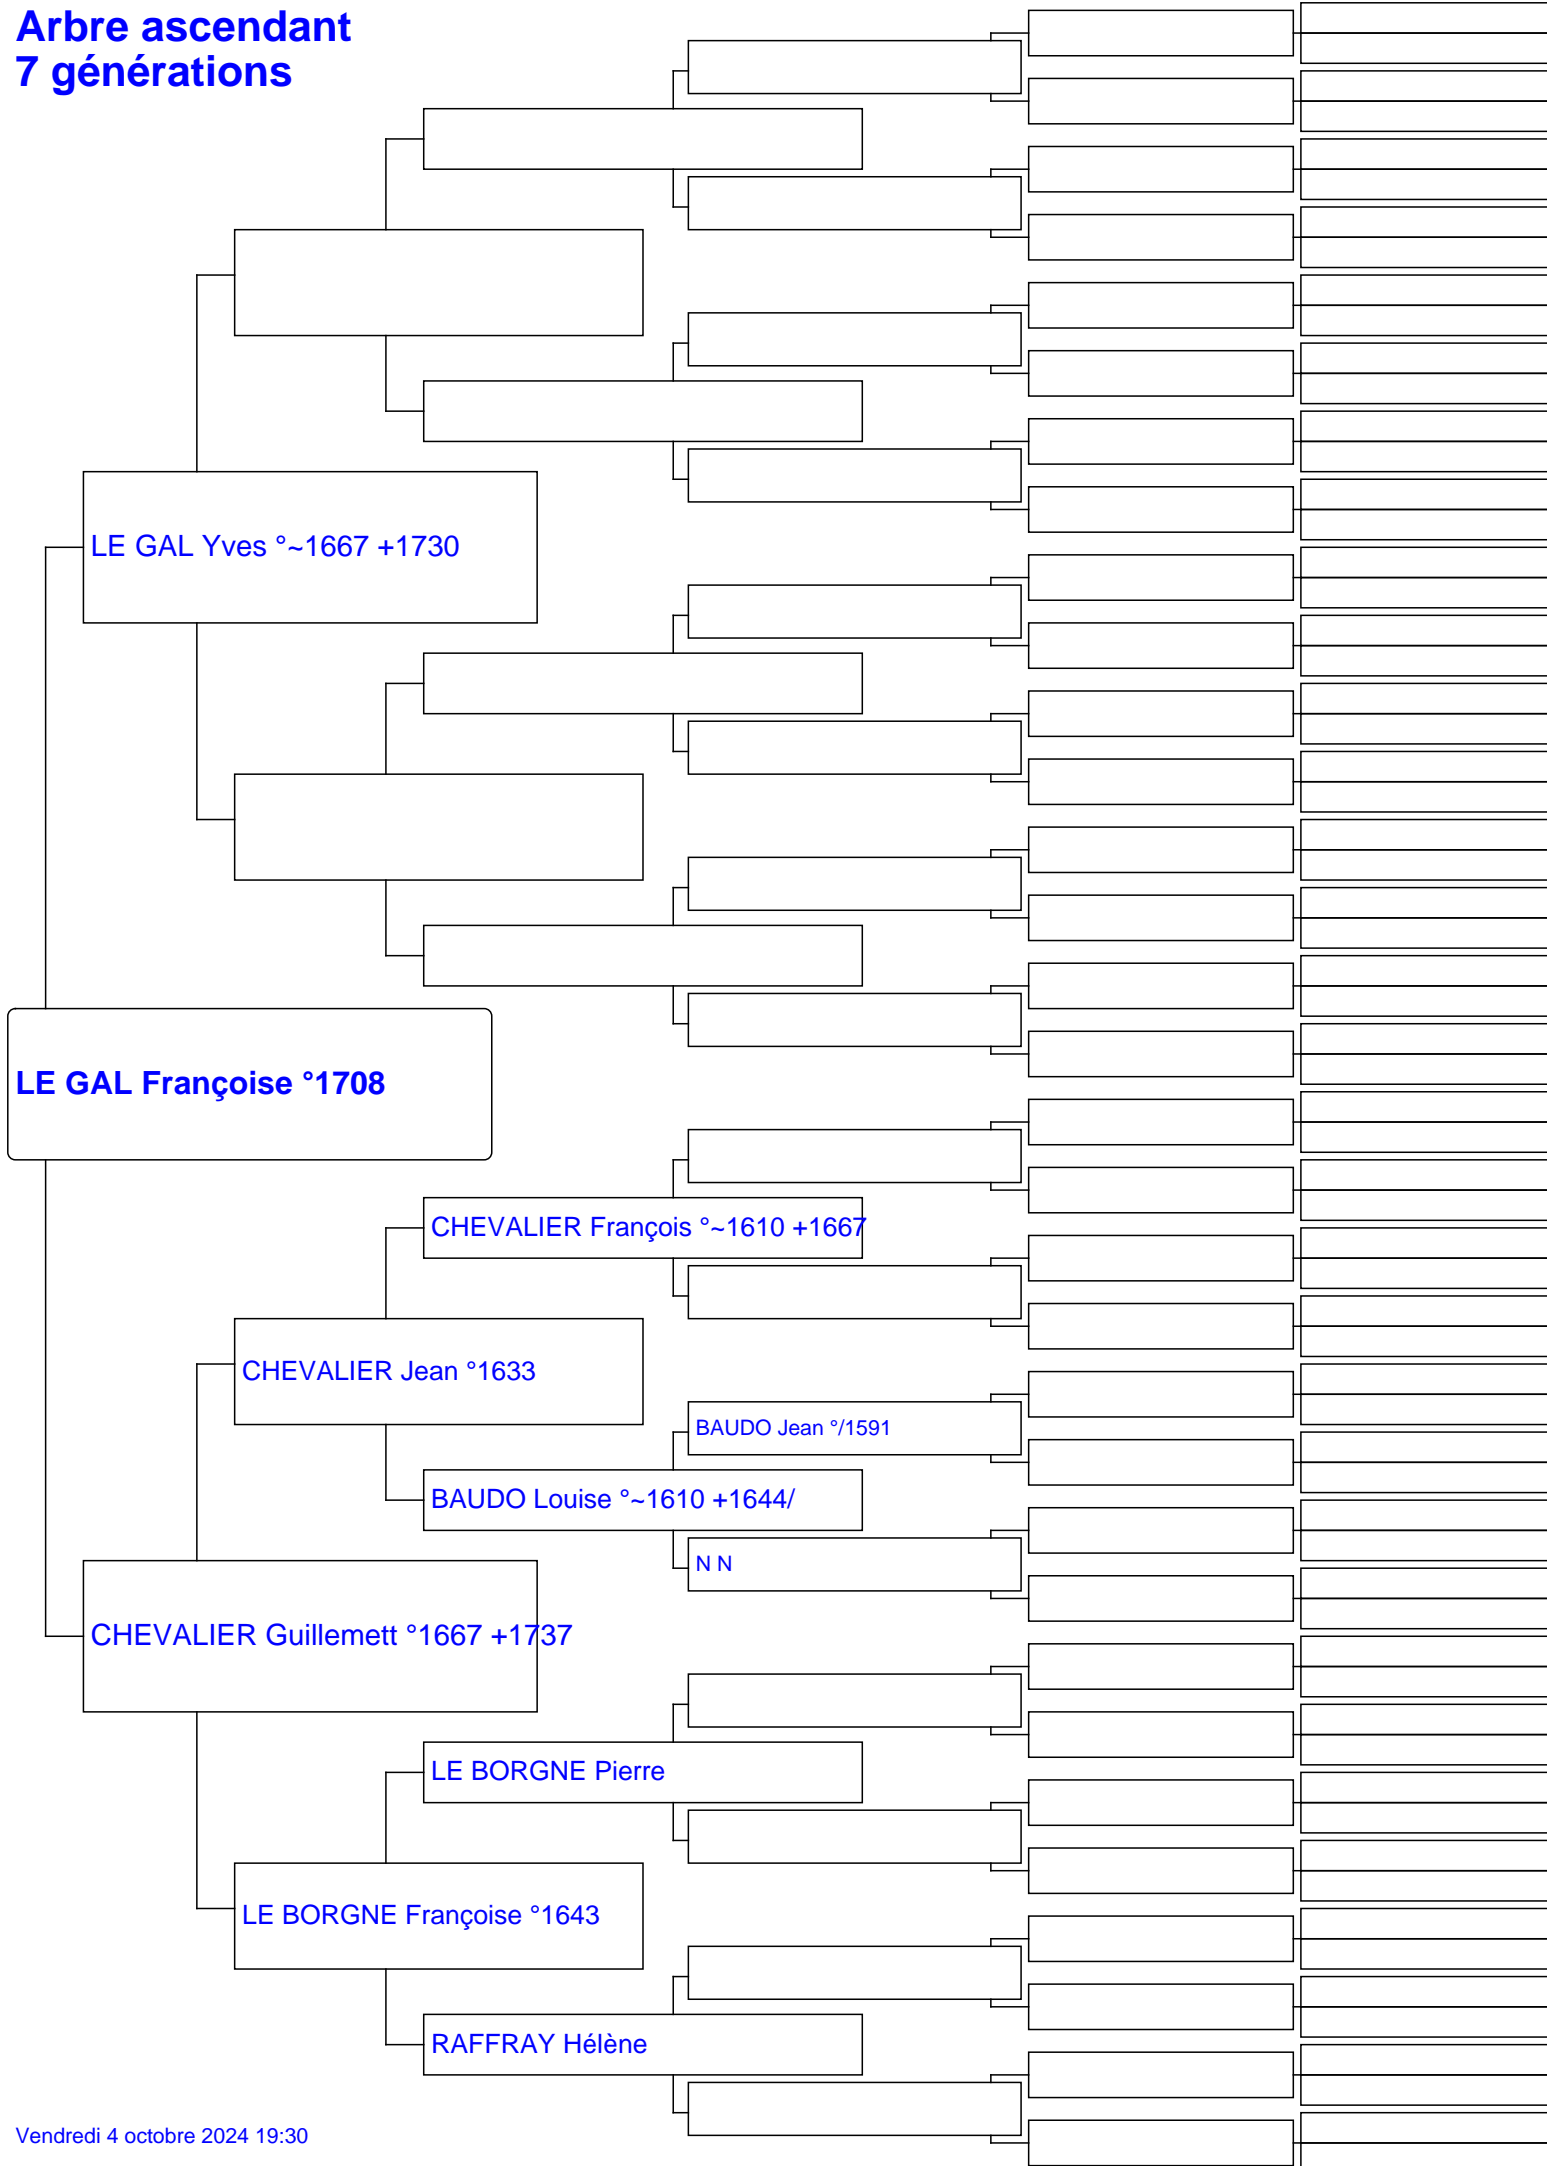 Arbre ascendant
7 générations
LE GAL Yves °~1667 +1730
LE GAL Françoise °1708
CHEVALIER François °~1610 +1667
CHEVALIER Jean °1633
BAUDO Jean °/1591
BAUDO Louise °~1610 +1644/
N N
CHEVALIER Guillemett °1667 +1737
LE BORGNE Pierre
LE BORGNE Françoise °1643
RAFFRAY Hélène
Vendredi 4 octobre 2024 19:30